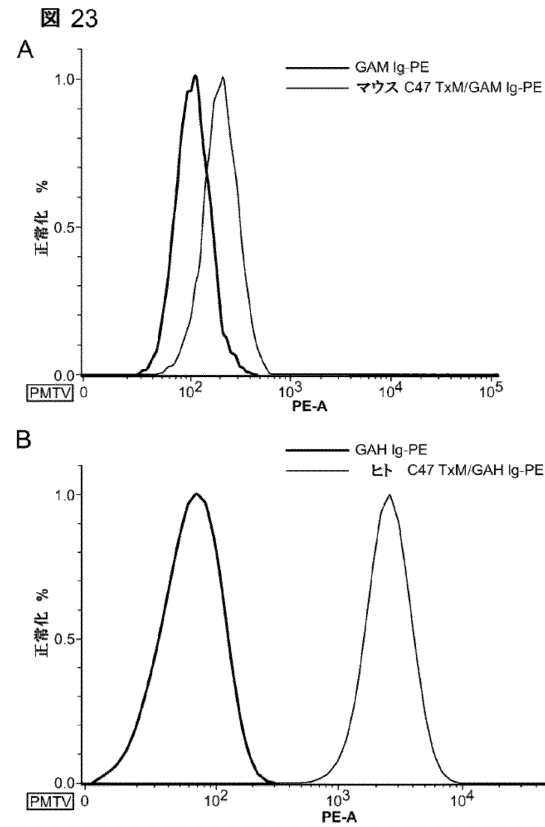 図 23
A
GAM Ig-PE
マウス C47 TxM/GAM Ig-PE
1.0
0.5
0.0
正常化 %
PMTV
0 10² 10³ 10⁴ 10⁵
PE-A
B
GAH Ig-PE
ヒト C47 TxM/GAH Ig-PE
1.0
0.5
0.0
正常化 %
PMTV
0 10² 10³ 10⁴
PE-A